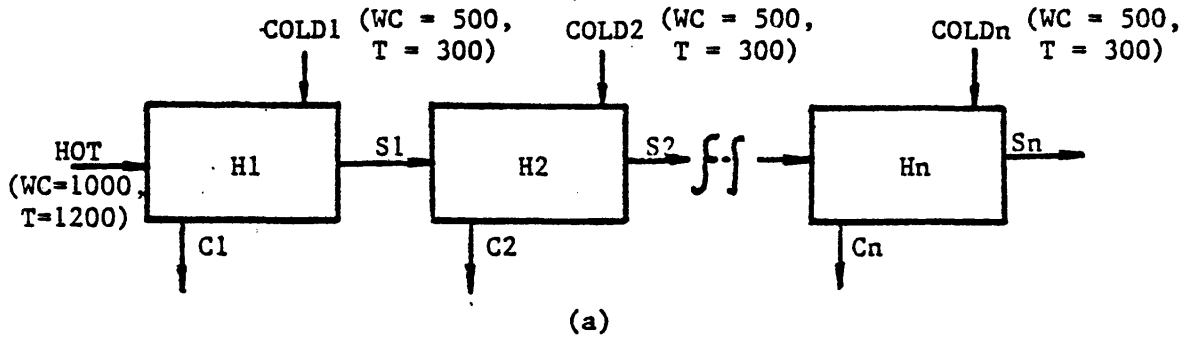 COLD1 (WC = 500,
T = 300)
COLD2 (WC = 500,
T = 300)
COLDn (WC = 500,
T = 300)
HOT
(WC=1000,
T=1200)
H1
S1
H2
S2
Hn
Sn
C1
C2
Cn
(a)